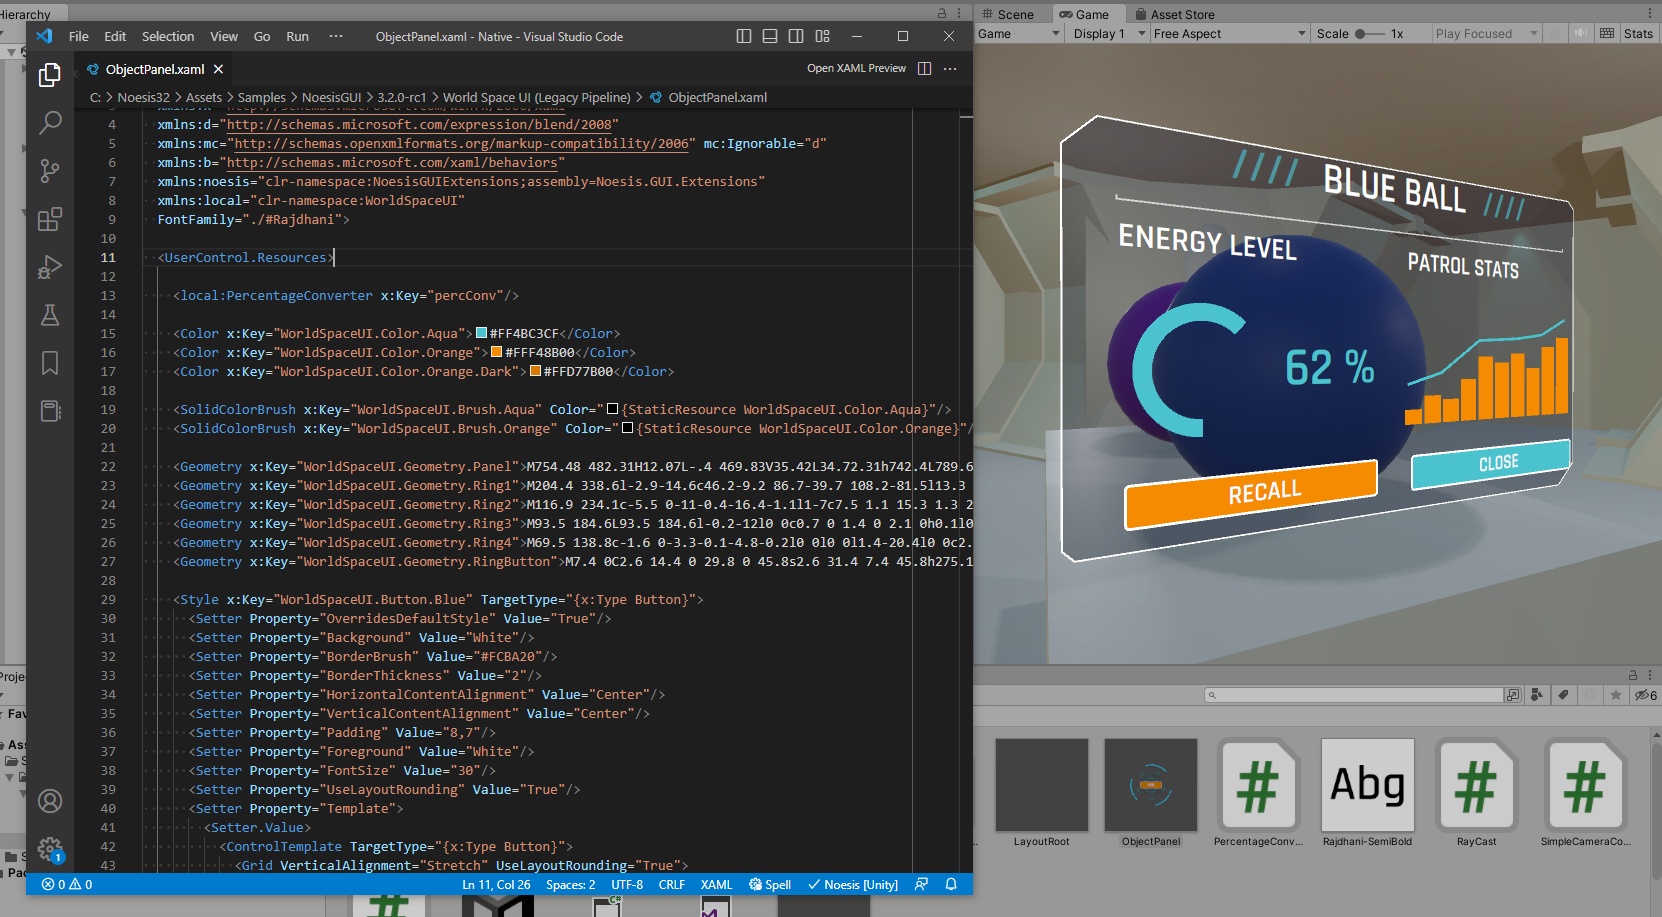 Hierarchy
File Edit Selection View Go Run ··· ObjectPanel.xaml - Native - Visual Studio Code
ObjectPanel.xaml
Open XAML Preview
C: > Noesis32 > Assets > Samples > NoesisGUI > 3.2.0-rc1 > World Space UI (Legacy Pipeline) > ObjectPanel.xaml
4 xmlns:d="http://schemas.microsoft.com/expression/blend/2008"
5 xmlns:mc="http://schemas.openxmlformats.org/markup-compatibility/2006" mc:Ignorable="d"
6 xmlns:b="http://schemas.microsoft.com/xaml/behaviors"
7 xmlns:noesis="clr-namespace:NoesisGUIExtensions;assembly=Noesis.GUI.Extensions"
8 xmlns:local="clr-namespace:WorldSpaceUI"
9 FontFamily="./#Rajdhani">
10
11 <UserControl.Resources>
12
13 <local:PercentageConverter x:Key="percConv"/>
14
15 <Color x:Key="WorldSpaceUI.Color.Aqua">#FF4BC3CF</Color>
16 <Color x:Key="WorldSpaceUI.Color.Orange">#FFF48B00</Color>
17 <Color x:Key="WorldSpaceUI.Color.Orange.Dark">#FFD77B00</Color>
18
19 <SolidColorBrush x:Key="WorldSpaceUI.Brush.Aqua" Color="{StaticResource WorldSpaceUI.Color.Aqua}"/>
20 <SolidColorBrush x:Key="WorldSpaceUI.Brush.Orange" Color="{StaticResource WorldSpaceUI.Color.Orange}"/
21
22 <Geometry x:Key="WorldSpaceUI.Geometry.Panel">M754.48 482.31H12.07L-.4 469.83V35.42L34.72.31h742.4L789.6
23 <Geometry x:Key="WorldSpaceUI.Geometry.Ring1">M204.4 338.6l-2.9-14.6c46.2-9.2 86.7-39.7 108.2-81.5l13.3
24 <Geometry x:Key="WorldSpaceUI.Geometry.Ring2">M116.9 234.1c-5.5 0-11-0.4-16.4-1.1l1-7c7.5 1.1 15.3 1.3 2
25 <Geometry x:Key="WorldSpaceUI.Geometry.Ring3">M93.5 184.6L93.5 184.6l-0.2-12l0 0c0.7 0 1.4 0 2.1 0h0.1l0
26 <Geometry x:Key="WorldSpaceUI.Geometry.Ring4">M69.5 138.8c-1.6 0-3.3-0.1-4.8-0.2l0 0l0 0l1.4-20.4l0 0c2.
27 <Geometry x:Key="WorldSpaceUI.Geometry.RingButton">M7.4 0C2.6 14.4 0 29.8 0 45.8s2.6 31.4 7.4 45.8h275.1
28
29 <Style x:Key="WorldSpaceUI.Button.Blue" TargetType="{x:Type Button}">
30 <Setter Property="OverridesDefaultStyle" Value="True"/>
31 <Setter Property="Background" Value="White"/>
32 <Setter Property="BorderBrush" Value="#FCBA20"/>
33 <Setter Property="BorderThickness" Value="2"/>
34 <Setter Property="HorizontalContentAlignment" Value="Center"/>
35 <Setter Property="VerticalContentAlignment" Value="Center"/>
36 <Setter Property="Padding" Value="8,7"/>
37 <Setter Property="Foreground" Value="White"/>
38 <Setter Property="FontSize" Value="30"/>
39 <Setter Property="UseLayoutRounding" Value="True"/>
40 <Setter Property="Template">
41 <Setter.Value>
42 <ControlTemplate TargetType="{x:Type Button}">
43 <Grid VerticalAlignment="Stretch" UseLayoutRounding="True">
1
0 0 Ln 11, Col 26 Spaces: 2 UTF-8 CRLF XAML Spell Noesis [Unity]
Scene Game Asset Store
Game Display 1 Free Aspect Scale 1x Play Focused Stats
BLUE BALL
ENERGY LEVEL
PATROL STATS
62 %
RECALL
CLOSE
6
Abg
LayoutRoot ObjectPanel PercentageConv... Rajdhani-SemiBold RayCast SimpleCameraCo...